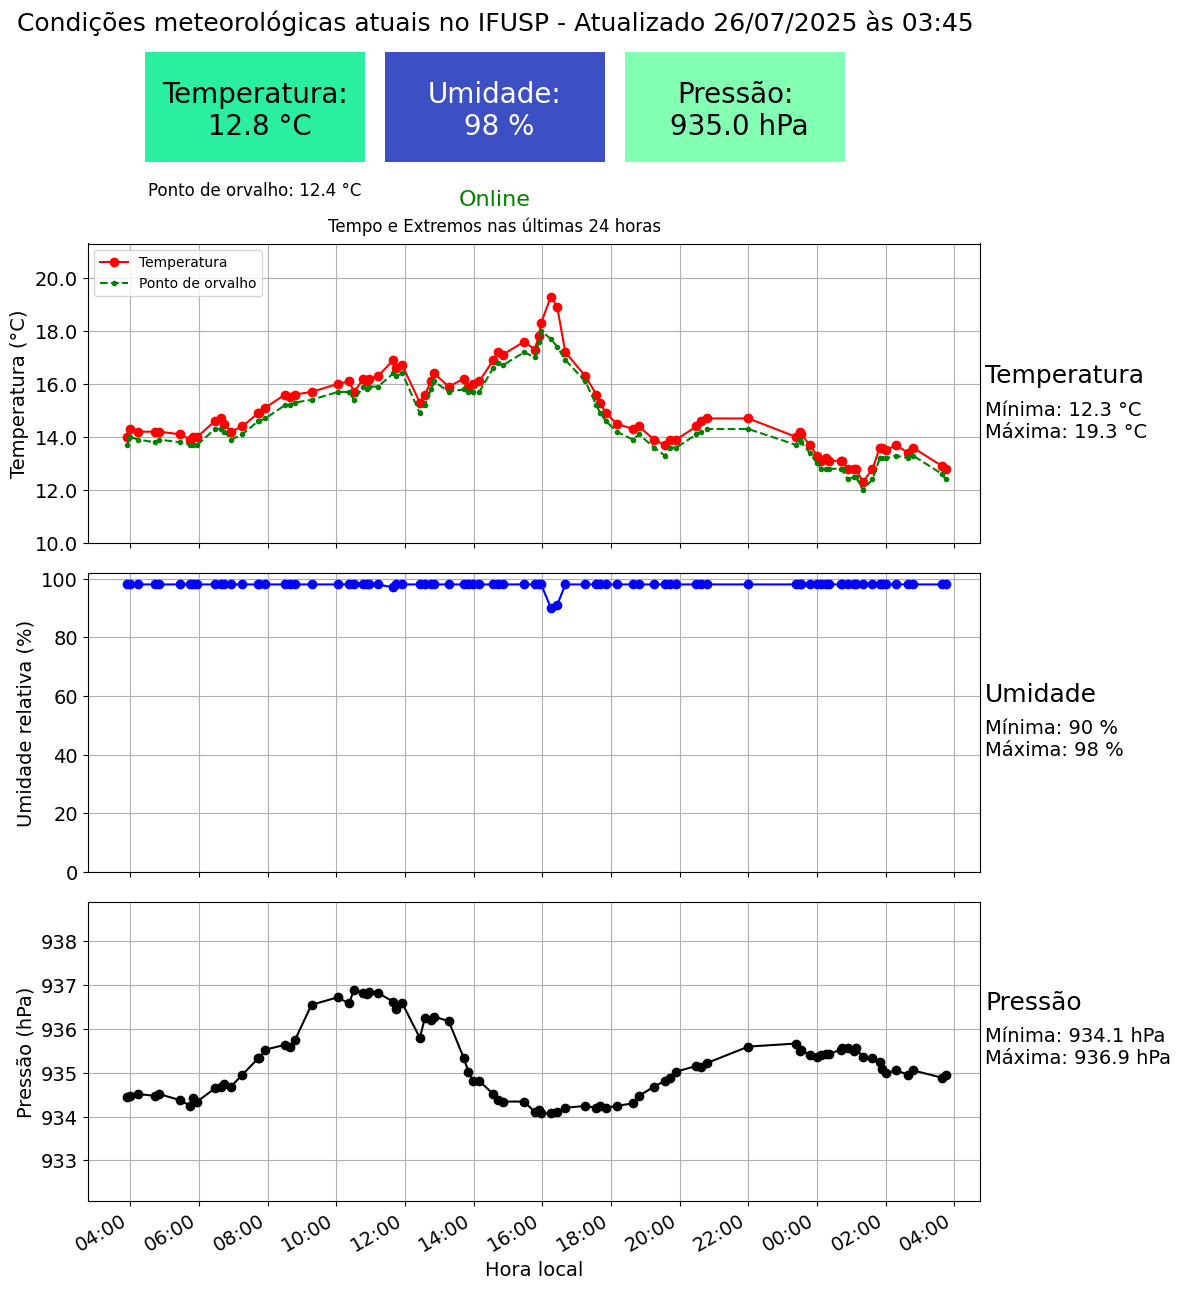 Condições meteorológicas atuais no IFUSP - Atualizado 26/07/2025 às 03:45
Temperatura:
12.8 °C
Umidade:
98 %
Pressão:
935.0 hPa
Ponto de orvalho: 12.4 °C
Online
Tempo e Extremos nas últimas 24 horas
Temperatura
Ponto de orvalho
Temperatura (°C)
20.0
18.0
16.0
14.0
12.0
10.0
Temperatura
Mínima: 12.3 °C
Máxima: 19.3 °C
Umidade relativa (%)
100
80
60
40
20
0
Umidade
Mínima: 90 %
Máxima: 98 %
Pressão (hPa)
938
937
936
935
934
933
Pressão
Mínima: 934.1 hPa
Máxima: 936.9 hPa
04:00
06:00
08:00
10:00
12:00
14:00
16:00
18:00
20:00
22:00
00:00
02:00
04:00
Hora local